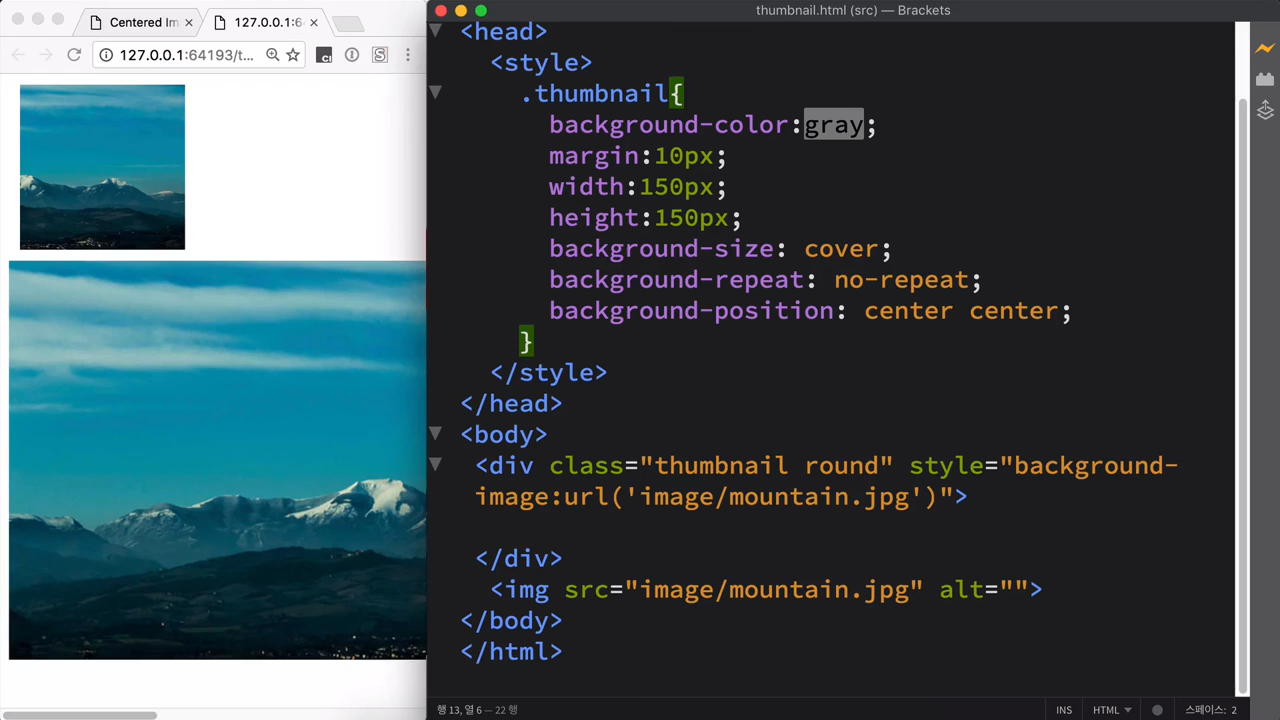 Centered Im
127.0.0.1:6
127.0.0.1:64193/t...
thumbnail.html (src) — Brackets
<head>
<style>
.thumbnail{
background-color:gray;
margin:10px;
width:150px;
height:150px;
background-size: cover;
background-repeat: no-repeat;
background-position: center center;
}
</style>
</head>
<body>
<div class="thumbnail round" style="background-
image:url('image/mountain.jpg')">
</div>
<img src="image/mountain.jpg" alt="">
</body>
</html>
행 13, 열 6 — 22 행
INS
HTML
스페이스: 2